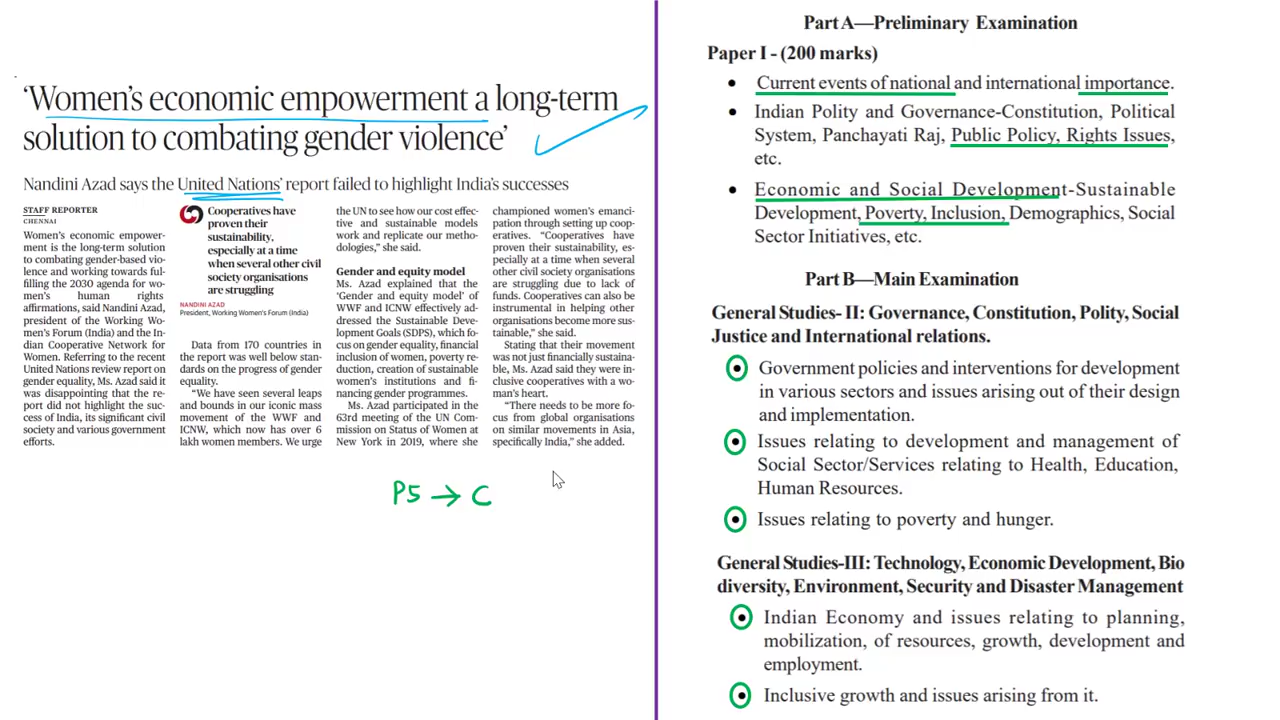 ‘Women’s economic empowerment a long-term
solution to combating gender violence’
Nandini Azad says the United Nations’ report failed to highlight India’s successes
STAFF REPORTER
CHENNAI
Women’s economic empower-
ment is the long-term solution
to combating gender-based vio-
lence and working towards ful-
filling the 2030 agenda for wo-
men’s human rights
affirmations, said Nandini Azad,
president of the Working Wo-
men’s Forum (India) and the In-
dian Cooperative Network for
Women. Referring to the recent
United Nations review report on
gender equality, Ms. Azad said it
was disappointing that the re-
port did not highlight the suc-
cess of India, its significant civil
society and various government
efforts.
Cooperatives have
proven their
sustainability,
especially at a time
when several other civil
society organisations
are struggling
NANDINI AZAD
President, Working Women’s Forum (India)
Data from 170 countries in
the report was well below stan-
dards on the progress of gender
equality.
“We have seen several leaps
and bounds in our iconic mass
movement of the WWF and
ICNW, which now has over 6
lakh women members. We urge
the UN to see how our cost effec-
tive and sustainable models
work and replicate our metho-
dologies,” she said.
Gender and equity model
Ms. Azad explained that the
‘Gender and equity model’ of
WWF and ICNW effectively ad-
dressed the Sustainable Deve-
lopment Goals (SDPS), which fo-
cus on gender equality, financial
inclusion of women, poverty re-
duction, creation of sustainable
women’s institutions and fi-
nancing gender programmes.
Ms. Azad participated in the
63rd meeting of the UN Com-
mission on Status of Women at
New York in 2019, where she
championed women’s emanci-
pation through setting up coop-
eratives. “Cooperatives have
proven their sustainability, es-
pecially at a time when several
other civil society organisations
are struggling due to lack of
funds. Cooperatives can also be
instrumental in helping other
organisations become more sus-
tainable,” she said.
Stating that their movement
was not just financially sustaina-
ble, Ms. Azad said they were in-
clusive cooperatives with a wo-
man’s heart.
“There needs to be more fo-
cus from global organisations
on similar movements in Asia,
specifically India,” she added.
P5 → C
Part A—Preliminary Examination
Paper I - (200 marks)
• Current events of national and international importance.
• Indian Polity and Governance-Constitution, Political
System, Panchayati Raj, Public Policy, Rights Issues,
etc.
• Economic and Social Development-Sustainable
Development, Poverty, Inclusion, Demographics, Social
Sector Initiatives, etc.
Part B—Main Examination
General Studies- II: Governance, Constitution, Polity, Social
Justice and International relations.
• Government policies and interventions for development
in various sectors and issues arising out of their design
and implementation.
• Issues relating to development and management of
Social Sector/Services relating to Health, Education,
Human Resources.
• Issues relating to poverty and hunger.
General Studies-III: Technology, Economic Development, Bio
diversity, Environment, Security and Disaster Management
• Indian Economy and issues relating to planning,
mobilization, of resources, growth, development and
employment.
• Inclusive growth and issues arising from it.